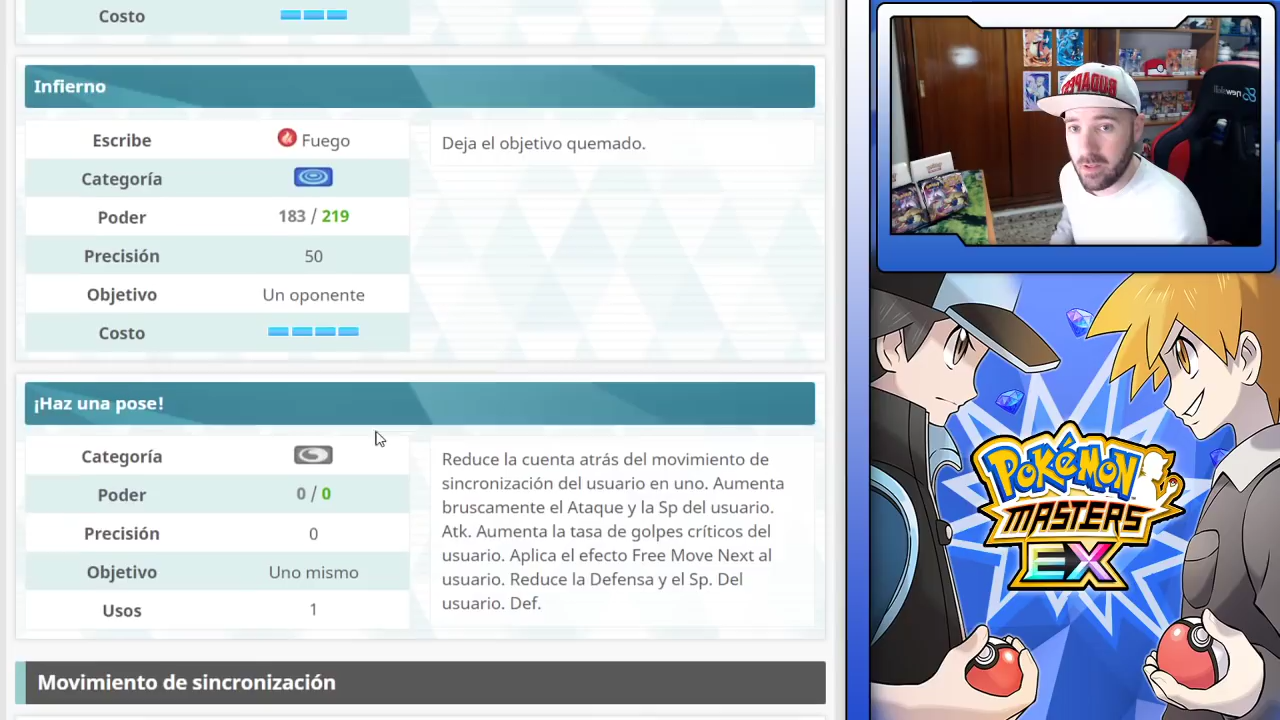 Costo
Infierno
Escribe Fuego
Categoría
Poder 183 / 219
Precisión 50
Objetivo Un oponente
Costo
Deja el objetivo quemado.
¡Haz una pose!
Categoría
Poder 0 / 0
Precisión 0
Objetivo Uno mism
Usos 1
Reduce la cuenta atrás del movimiento de
sincronización del usuario en uno. Aumenta
bruscamente el Ataque y la Sp del usuario.
Atk. Aumenta la tasa de golpes críticos del
usuario. Aplica el efecto Free Move Next al
usuario. Reduce la Defensa y el Sp. Del
usuario. Def.
Movimiento de sincronización
POKéMON
MASTERS
EX